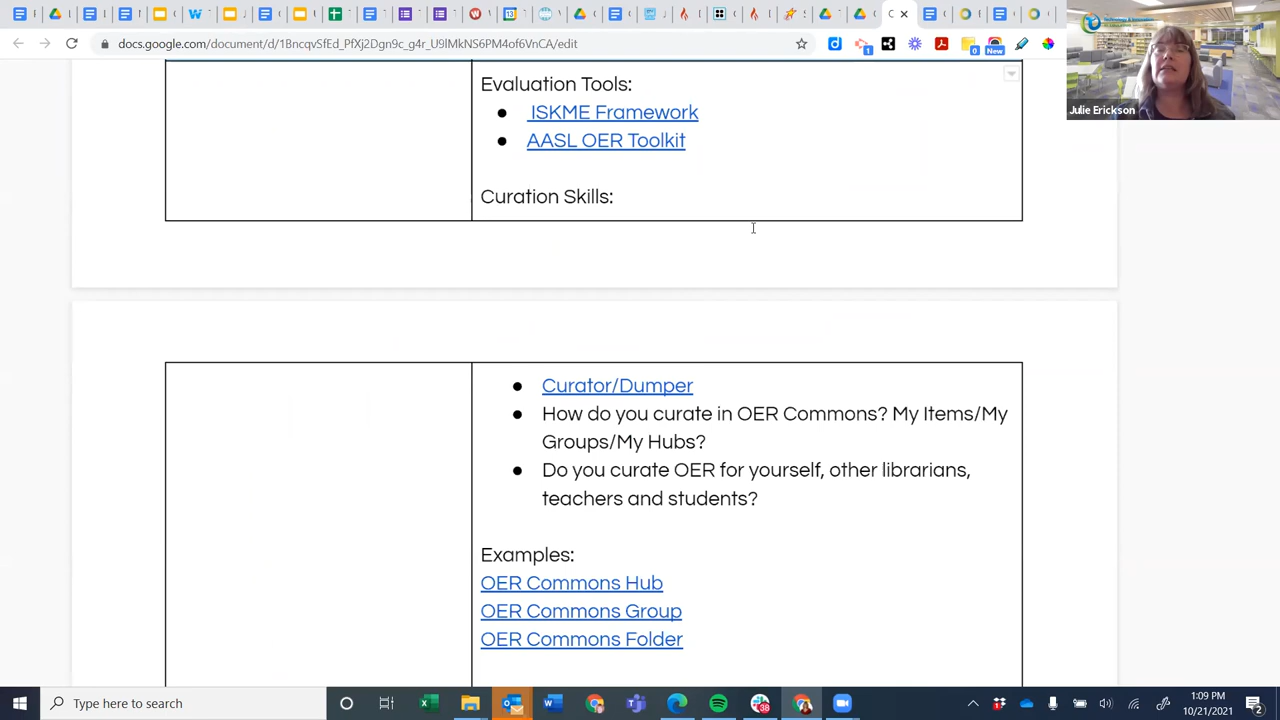 docs.google.com/document/d/
Evaluation Tools:
● ISKME Framework
● AASL OER Toolkit
Curation Skills:
● Curator/Dumper
● How do you curate in OER Commons? My Items/My
Groups/My Hubs?
● Do you curate OER for yourself, other librarians,
teachers and students?
Examples:
OER Commons Hub
OER Commons Group
OER Commons Folder
Julie Erickson
New
Type here to search
1:09 PM
10/21/2021